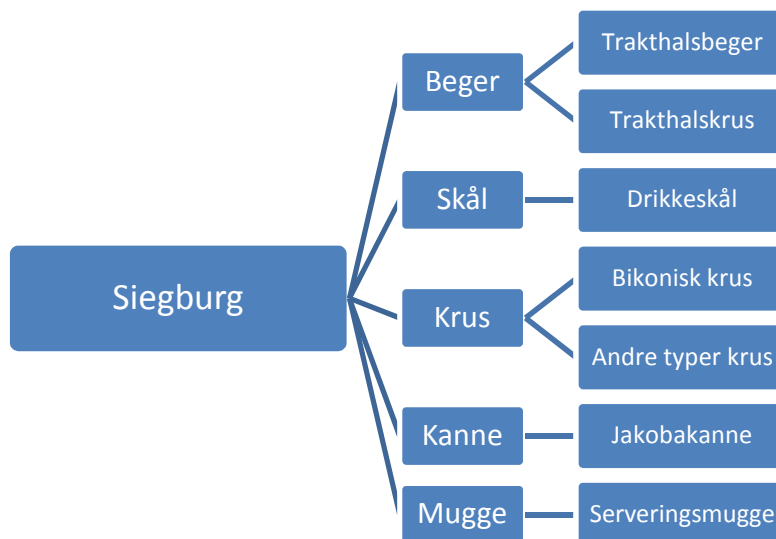 Siegburg
Beger
Trakthalsbeger
Trakthalskrus
Skål
Drikkeskål
Krus
Bikonisk krus
Andre typer krus
Kanne
Jakobakanne
Mugge
Serveringsmugge